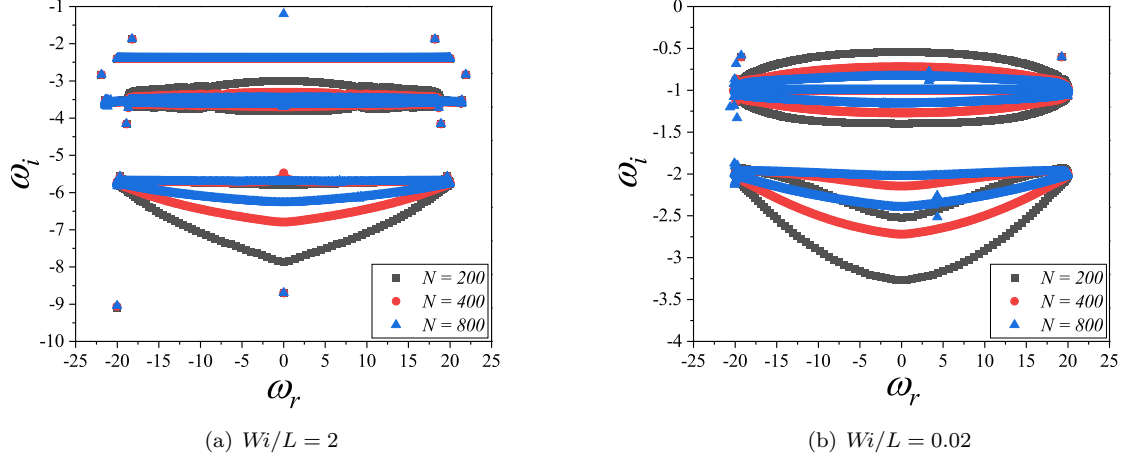 -1
-2
-3
-4
-5
-6
-7
-8
-9
-10
-25 -20 -15 -10 -5 0 5 10 15 20 25
ω_i
ω_r
N = 200
N = 400
N = 800
(a) Wi/L = 2
0
-0.5
-1
-1.5
-2
-2.5
-3
-3.5
-4
-25 -20 -15 -10 -5 0 5 10 15 20 25
ω_i
ω_r
N = 200
N = 400
N = 800
(b) Wi/L = 0.02